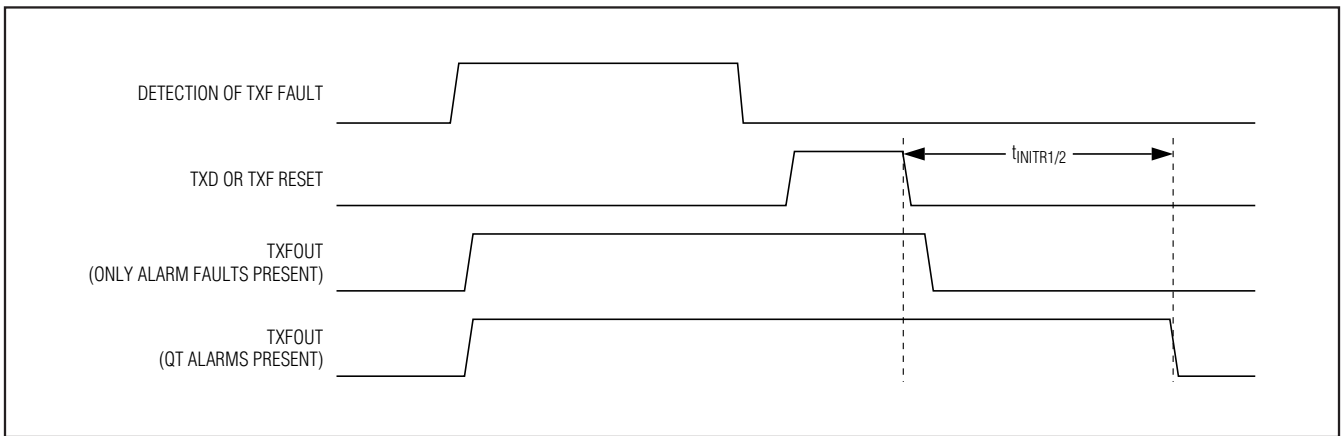 DETECTION OF TXF FAULT
TXD OR TXF RESET
tINITR1/2
TXFOUT
(ONLY ALARM FAULTS PRESENT)
TXFOUT
(QT ALARMS PRESENT)